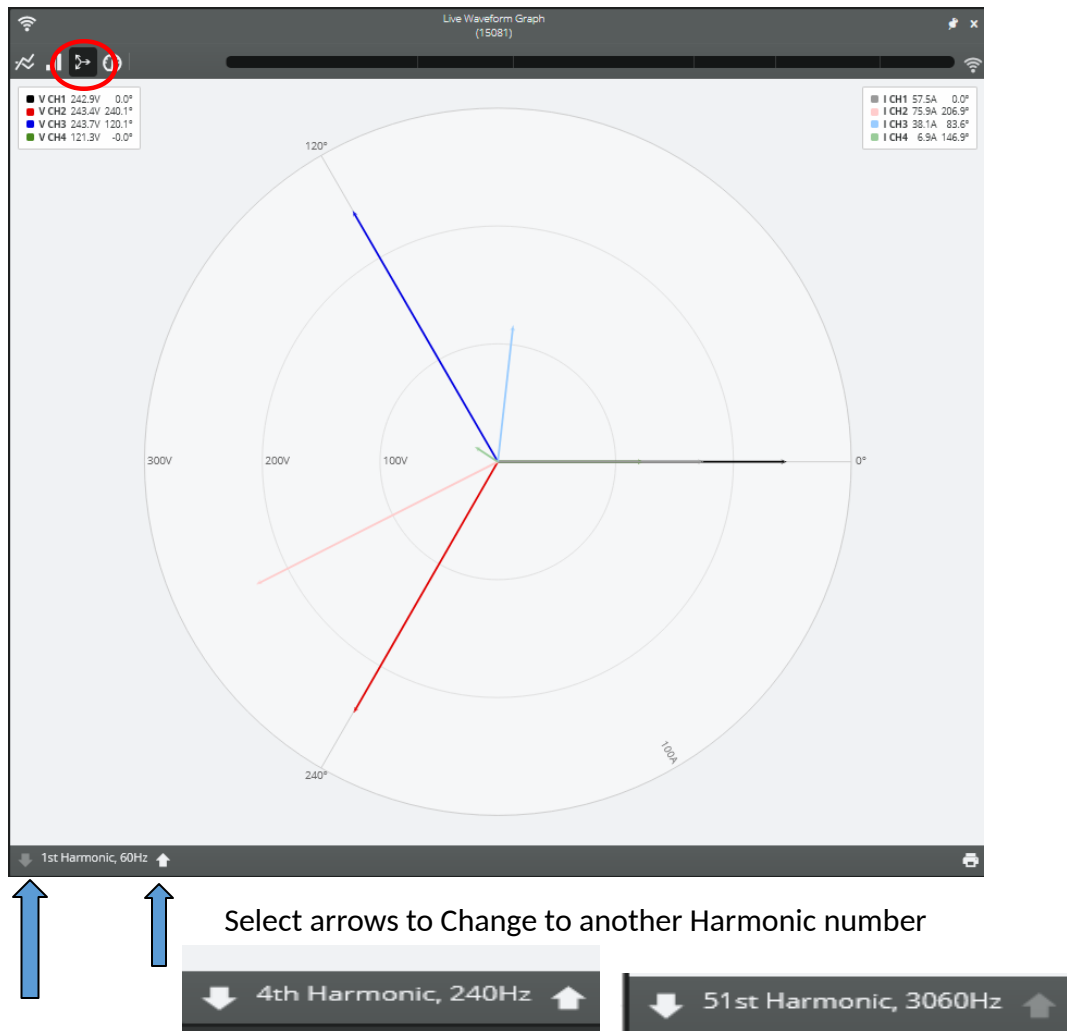 Live Waveform Graph
(15081)
V CH1 242.9V 0.0°
V CH2 243.4V 240.1°
V CH3 243.7V 120.1°
V CH4 121.3V -0.0°
I CH1 57.5A 0.0°
I CH2 75.9A 206.9°
I CH3 38.1A 83.6°
I CH4 6.9A 146.9°
120°
300V 200V 100V 0°
100A
240°
1st Harmonic, 60Hz
Select arrows to Change to another Harmonic number
4th Harmonic, 240Hz
51st Harmonic, 3060Hz